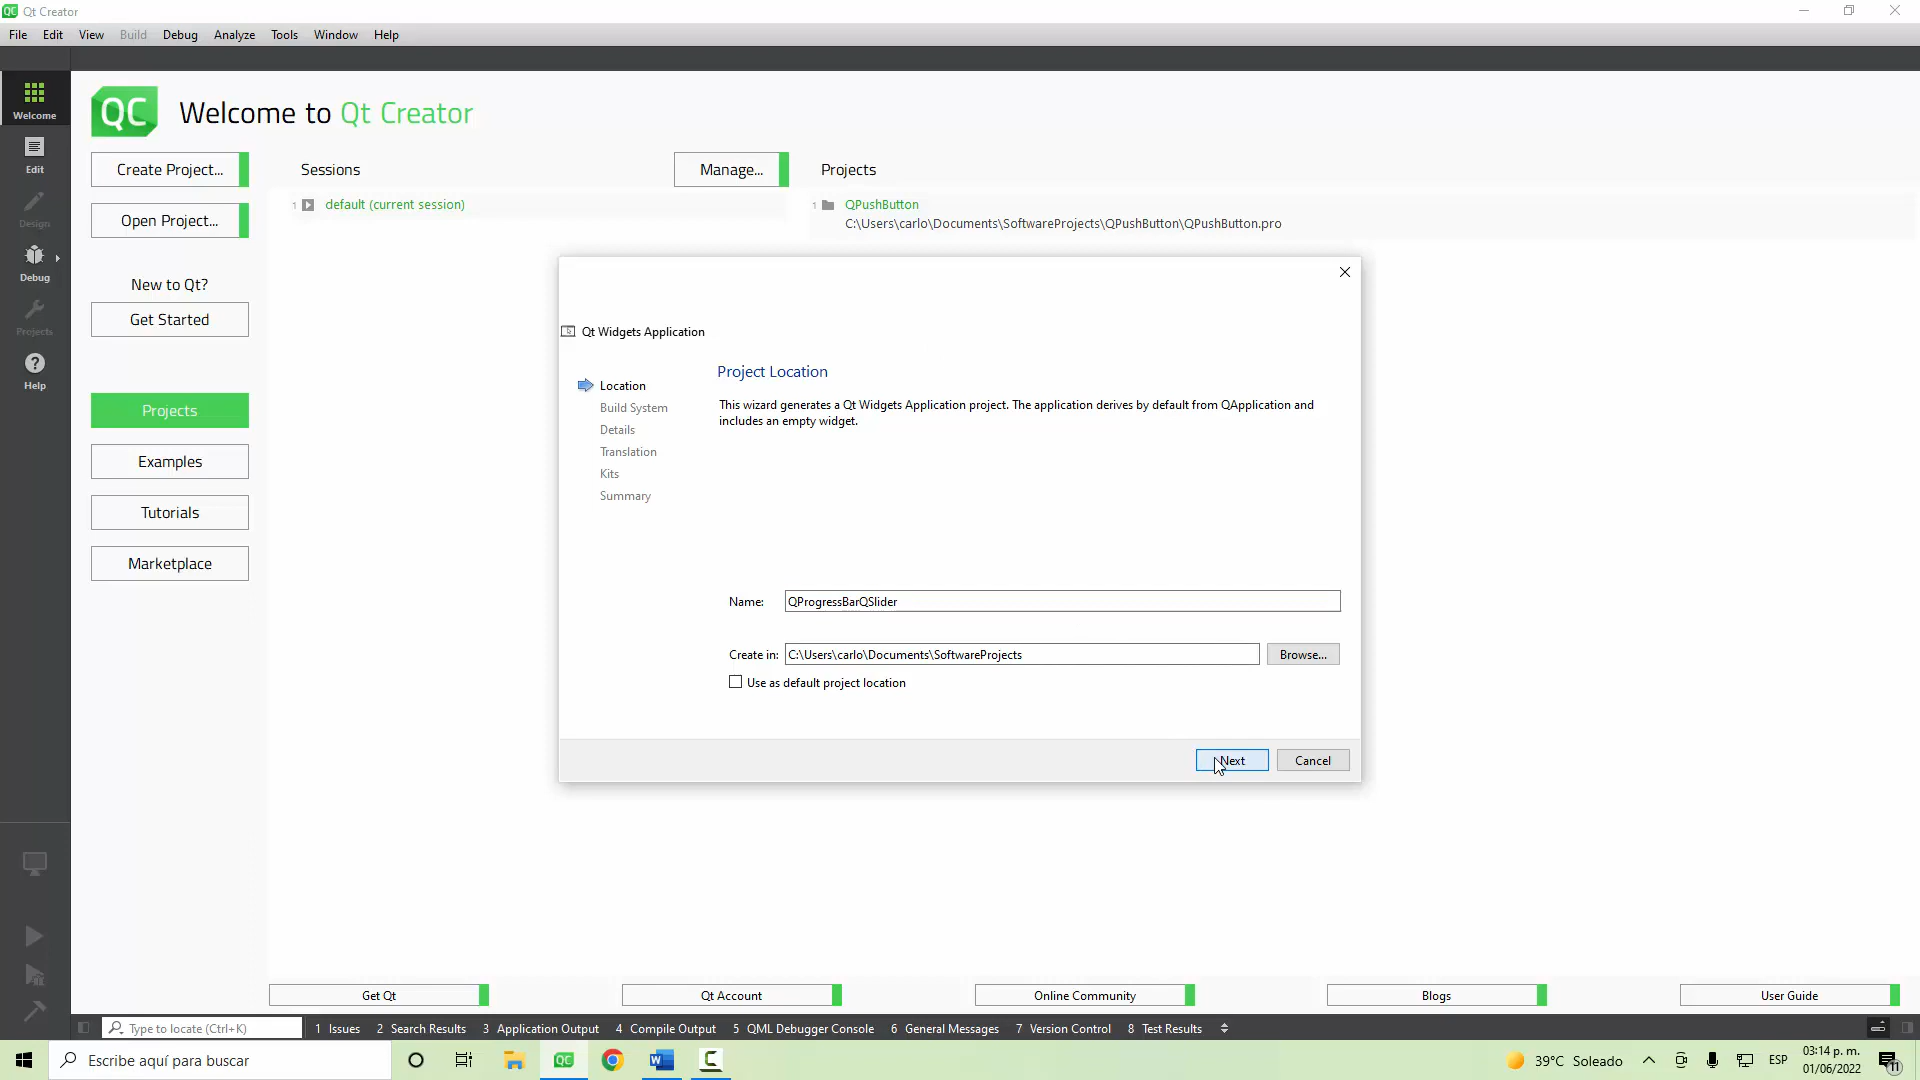 QC Qt Creator
File Edit View Build Debug Analyze Tools Window Help
Welcome
Edit
Design
Debug
Projects
Help
QC Welcome to Qt Creator
Create Project...
Open Project...
New to Qt?
Get Started
Projects
Examples
Tutorials
Marketplace
Sessions Manage... Projects
1 default (current session)
1 QPushButton
C:\Users\carlo\Documents\SoftwareProjects\QPushButton\QPushButton.pro
Qt Widgets Application
Location
Build System
Details
Translation
Kits
Summary
Project Location
This wizard generates a Qt Widgets Application project. The application derives by default from QApplication and
includes an empty widget.
Name: QProgressBarQSlider
Create in: C:\Users\carlo\Documents\SoftwareProjects Browse...
Use as default project location
Next Cancel
Get Qt Qt Account Online Community Blogs User Guide
Type to locate (Ctrl+K) 1 Issues 2 Search Results 3 Application Output 4 Compile Output 5 QML Debugger Console 6 General Messages 7 Version Control 8 Test Results
Escribe aquí para buscar QC W C 39°C Soleado ESP 03:14 p. m.
01/06/2022 11